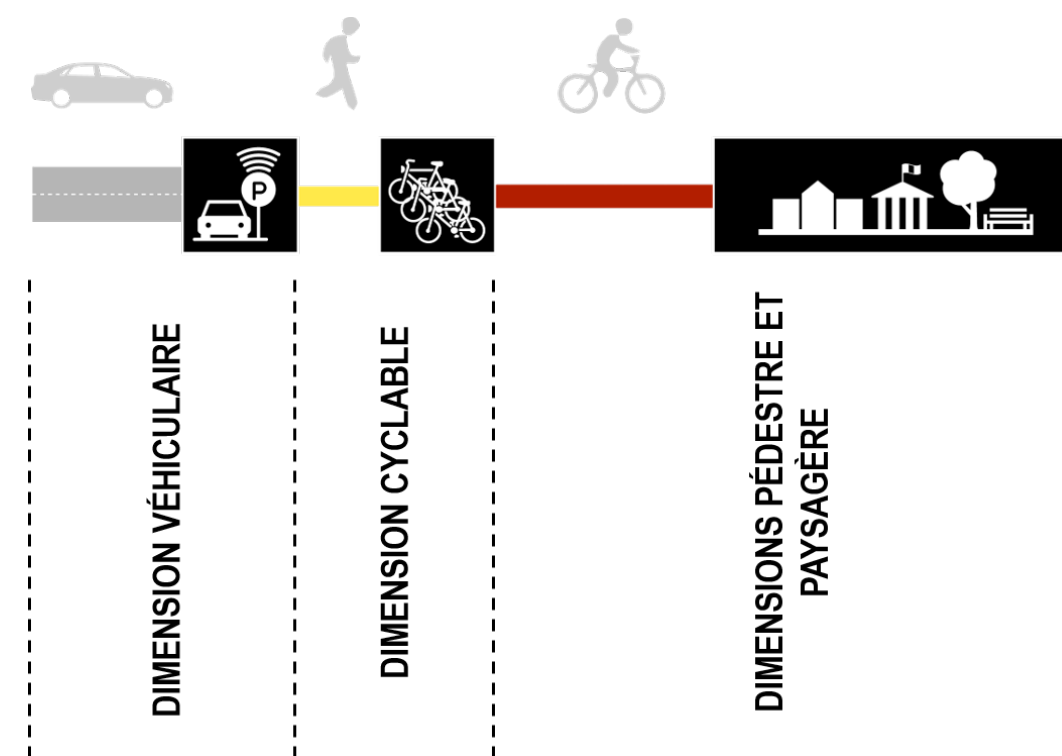 P
DIMENSION VÉHICULAIRE
DIMENSION CYCLABLE
DIMENSIONS PÉDESTRE ET
PAYSAGÈRE